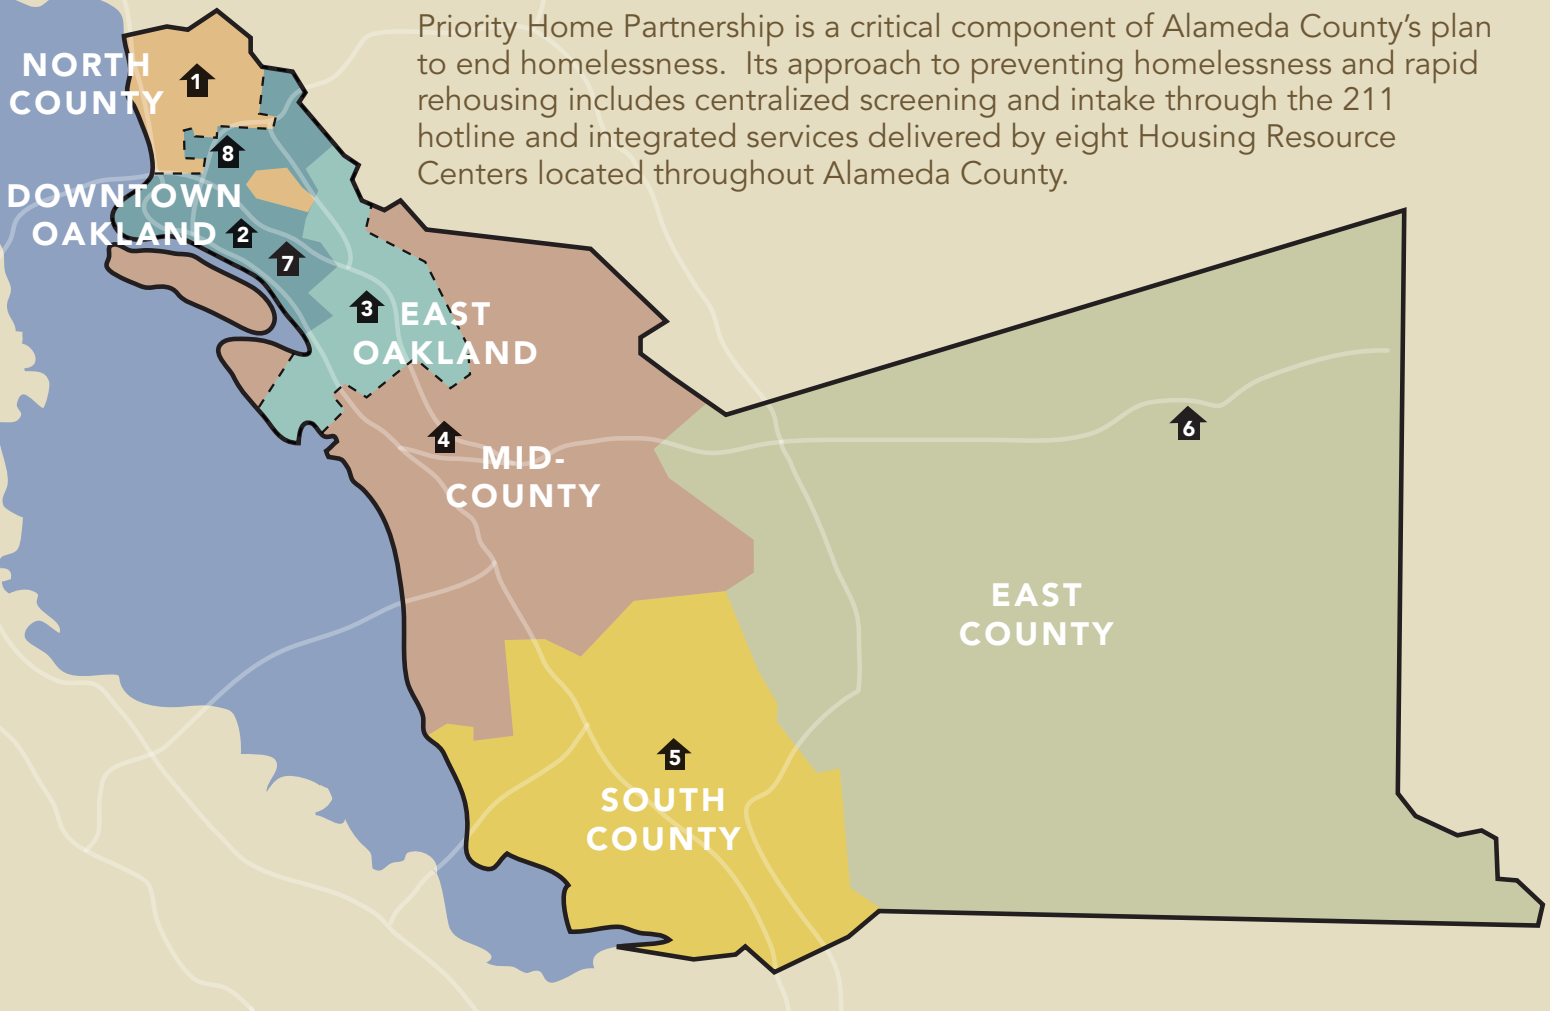 Priority Home Partnership is a critical component of Alameda County’s plan
to end homelessness.  Its approach to preventing homelessness and rapid
rehousing includes centralized screening and intake through the 211
hotline and integrated services delivered by eight Housing Resource
Centers located throughout Alameda County.
NORTH
COUNTY
1
8
DOWNTOWN
OAKLAND
2
7
3
EAST
OAKLAND
4
MID-
COUNTY
6
EAST
COUNTY
5
SOUTH
COUNTY